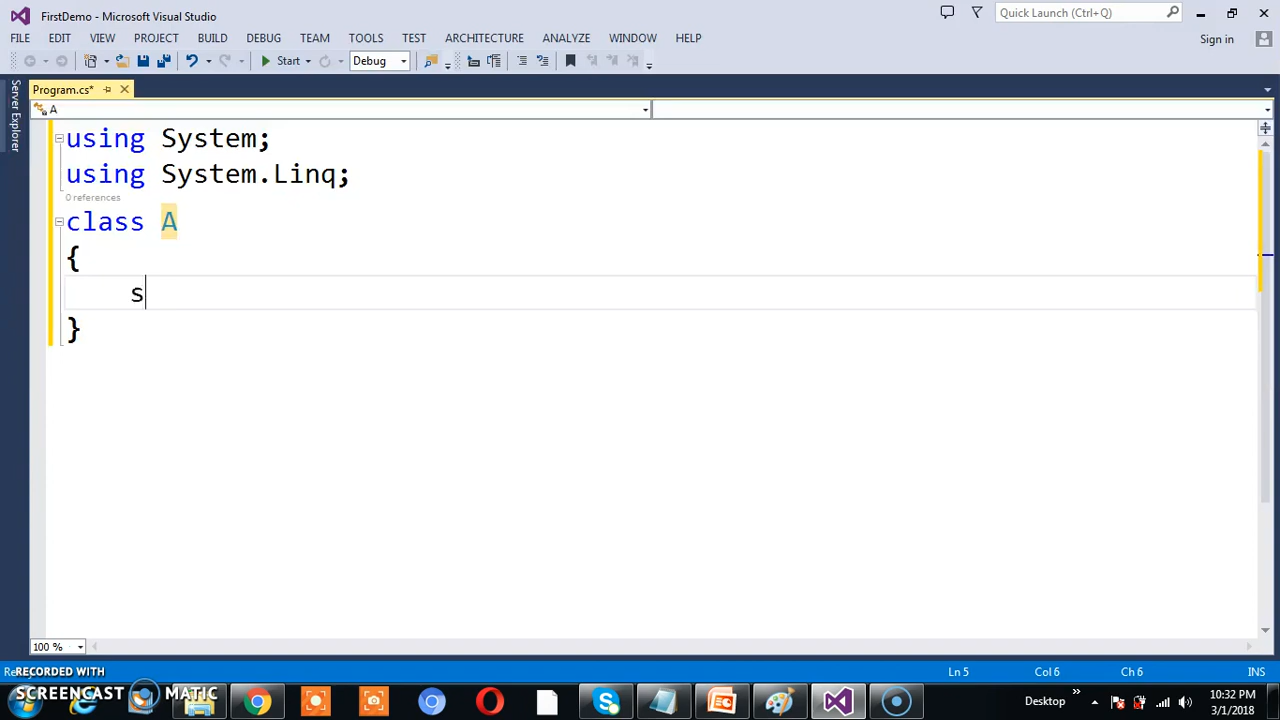 FirstDemo - Microsoft Visual Studio
Quick Launch (Ctrl+Q)
FILE EDIT VIEW PROJECT BUILD DEBUG TEAM TOOLS TEST ARCHITECTURE ANALYZE WINDOW HELP
Sign in
Start Debug
Server Explorer
Program.cs*
A
using System;
using System.Linq;
0 references
class A
{
s
}
100 %
RECORDED WITH
Ln 5 Col 6 Ch 6 INS
SCREENCAST MATIC
Desktop
10:32 PM
3/1/2018